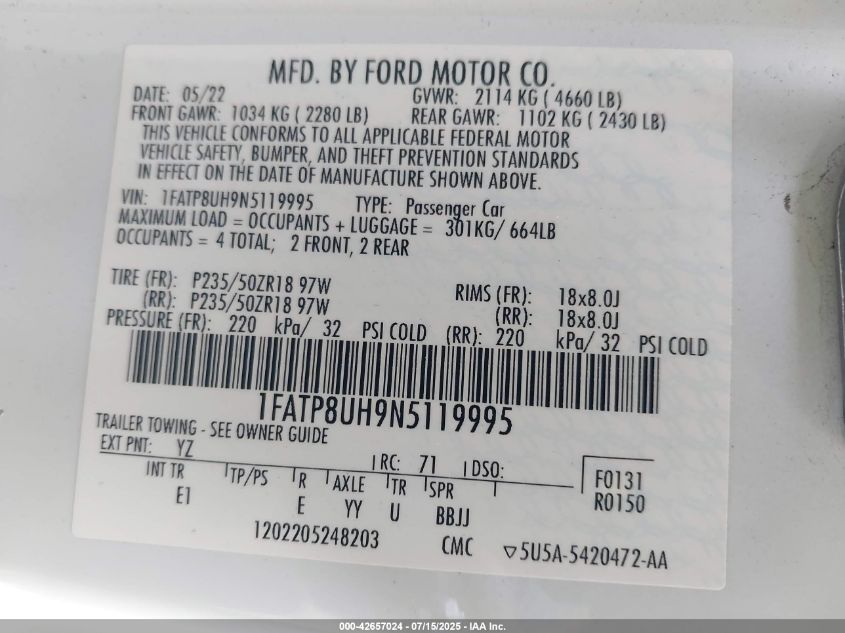 MFD. BY FORD MOTOR CO.
DATE: 05/22 GVWR: 2114 KG ( 4660 LB)
FRONT GAWR: 1034 KG ( 2280 LB) REAR GAWR: 1102 KG ( 2430 LB)
THIS VEHICLE CONFORMS TO ALL APPLICABLE FEDERAL MOTOR
VEHICLE SAFETY, BUMPER, AND THEFT PREVENTION STANDARDS
IN EFFECT ON THE DATE OF MANUFACTURE SHOWN ABOVE.
VIN: 1FATP8UH9N5119995 TYPE: Passenger Car
MAXIMUM LOAD = OCCUPANTS + LUGGAGE = 301KG/ 664LB
OCCUPANTS = 4 TOTAL; 2 FRONT, 2 REAR
TIRE (FR): P235/50ZR18 97W RIMS (FR): 18x8.0J
(RR): P235/50ZR18 97W (RR): 18x8.0J
PRESSURE (FR): 220 kPa/ 32 PSI COLD (RR): 220 kPa/ 32 PSI COLD
1FATP8UH9N5119995
TRAILER TOWING - SEE OWNER GUIDE
EXT PNT: YZ RC: 71 DSO:
INT TR TP/PS R AXLE TR SPR F0131
E1 E YY U BBJJ R0150
1202205248203 CMC ▽5U5A-5420472-AA
000-42657024 / 07/15/2025 - IAA Inc.